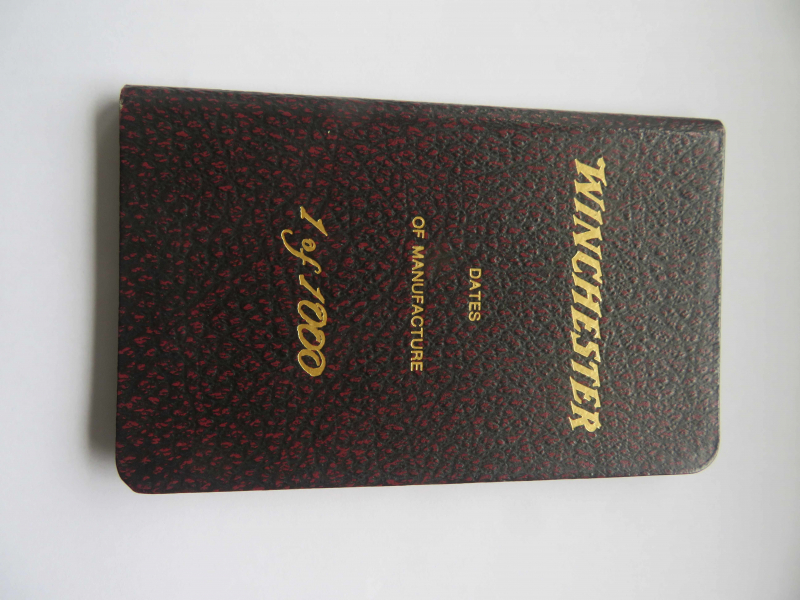 WINCHESTER
DATES
OF MANUFACTURE
1 of 1000